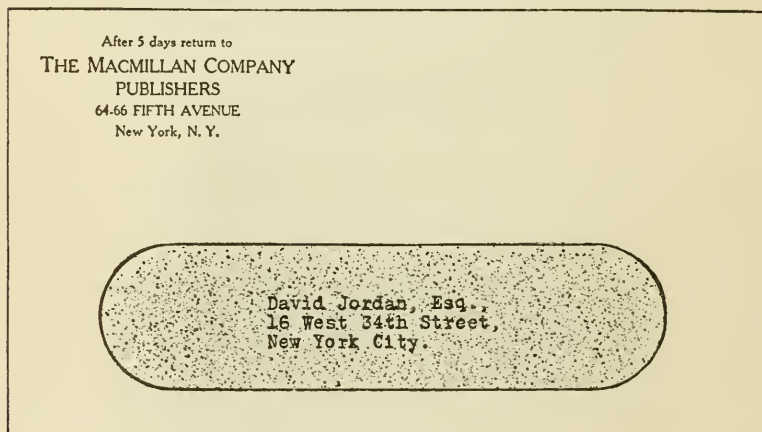 After 5 days return to
THE MACMILLAN COMPANY
PUBLISHERS
64-66 FIFTH AVENUE
New York, N. Y.
David Jordan, Esq.,
16 West 34th Street,
New York City.